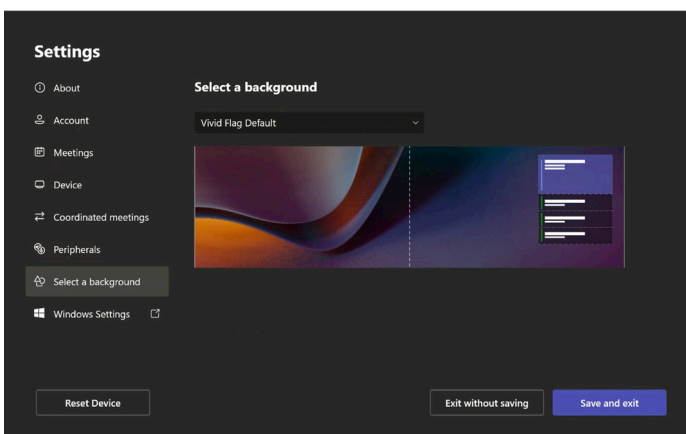 Settings
About
Account
Meetings
Device
Coordinated meetings
Peripherals
Select a background
Windows Settings
Select a background
Vivid Flag Default
Reset Device
Exit without saving
Save and exit